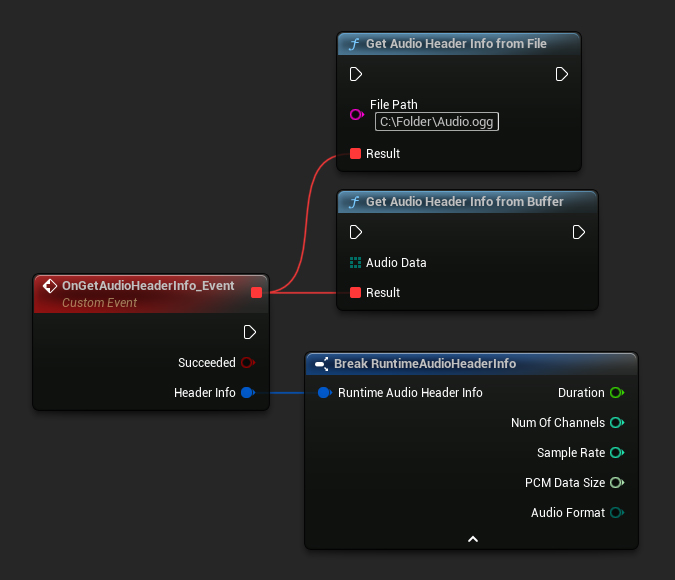 Get Audio Header Info from File
File Path
C:\Folder\Audio.ogg
Result
Get Audio Header Info from Buffer
Audio Data
Result
OnGetAudioHeaderInfo_Event
Custom Event
Succeeded
Header Info
Break RuntimeAudioHeaderInfo
Runtime Audio Header Info
Duration
Num Of Channels
Sample Rate
PCM Data Size
Audio Format